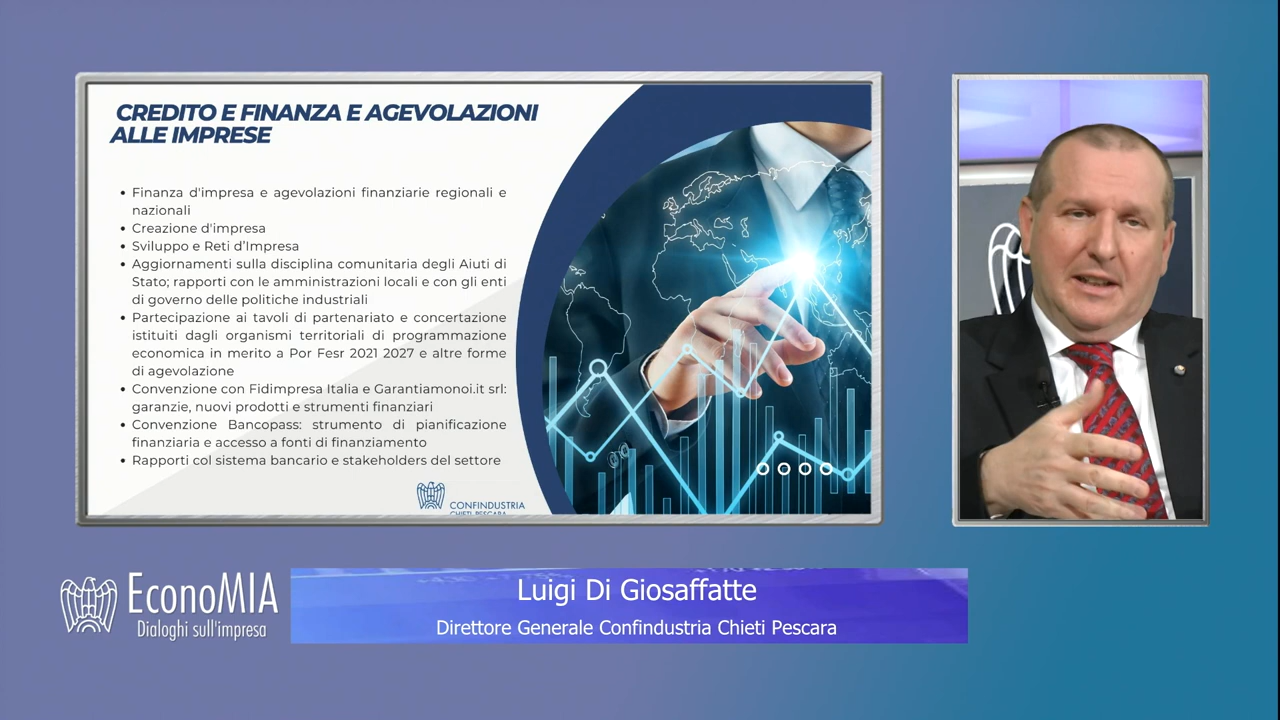 CREDITO E FINANZA E AGEVOLAZIONI
ALLE IMPRESE
• Finanza d'impresa e agevolazioni finanziarie regionali e
nazionali
• Creazione d'impresa
• Sviluppo e Reti d'Impresa
• Aggiornamenti sulla disciplina comunitaria degli Aiuti di
Stato; rapporti con le amministrazioni locali e con gli enti
di governo delle politiche industriali
• Partecipazione ai tavoli di partenariato e concertazione
istituiti dagli organismi territoriali di programmazione
economica in merito a Por Fesr 2021 2027 e altre forme
di agevolazione
• Convenzione con Fidimpresa Italia e Garantiamonoi.it srl:
garanzie, nuovi prodotti e strumenti finanziari
• Convenzione Bancopass: strumento di pianificazione
finanziaria e accesso a fonti di finanziamento
• Rapporti col sistema bancario e stakeholders del settore
CONFINDUSTRIA
CHIETI PESCARA
EconoMIA
Dialoghi sull'impresa
Luigi Di Giosaffatte
Direttore Generale Confindustria Chieti Pescara